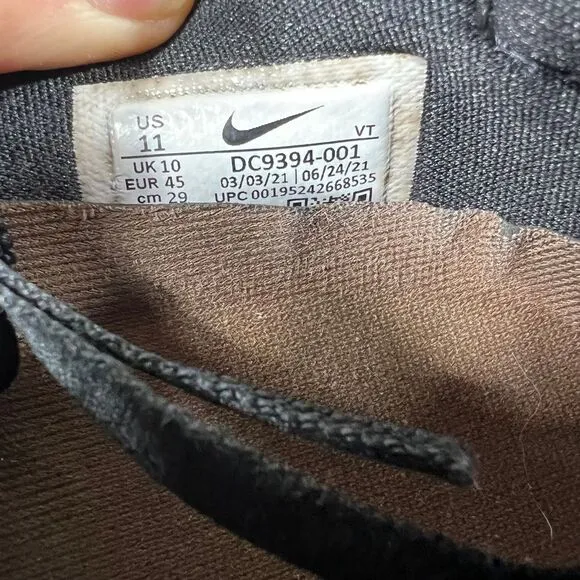 US
11
VT
UK 10
DC9394-001
EUR 45
03/03/21 | 06/24/21
cm 29
UPC 00195242668535